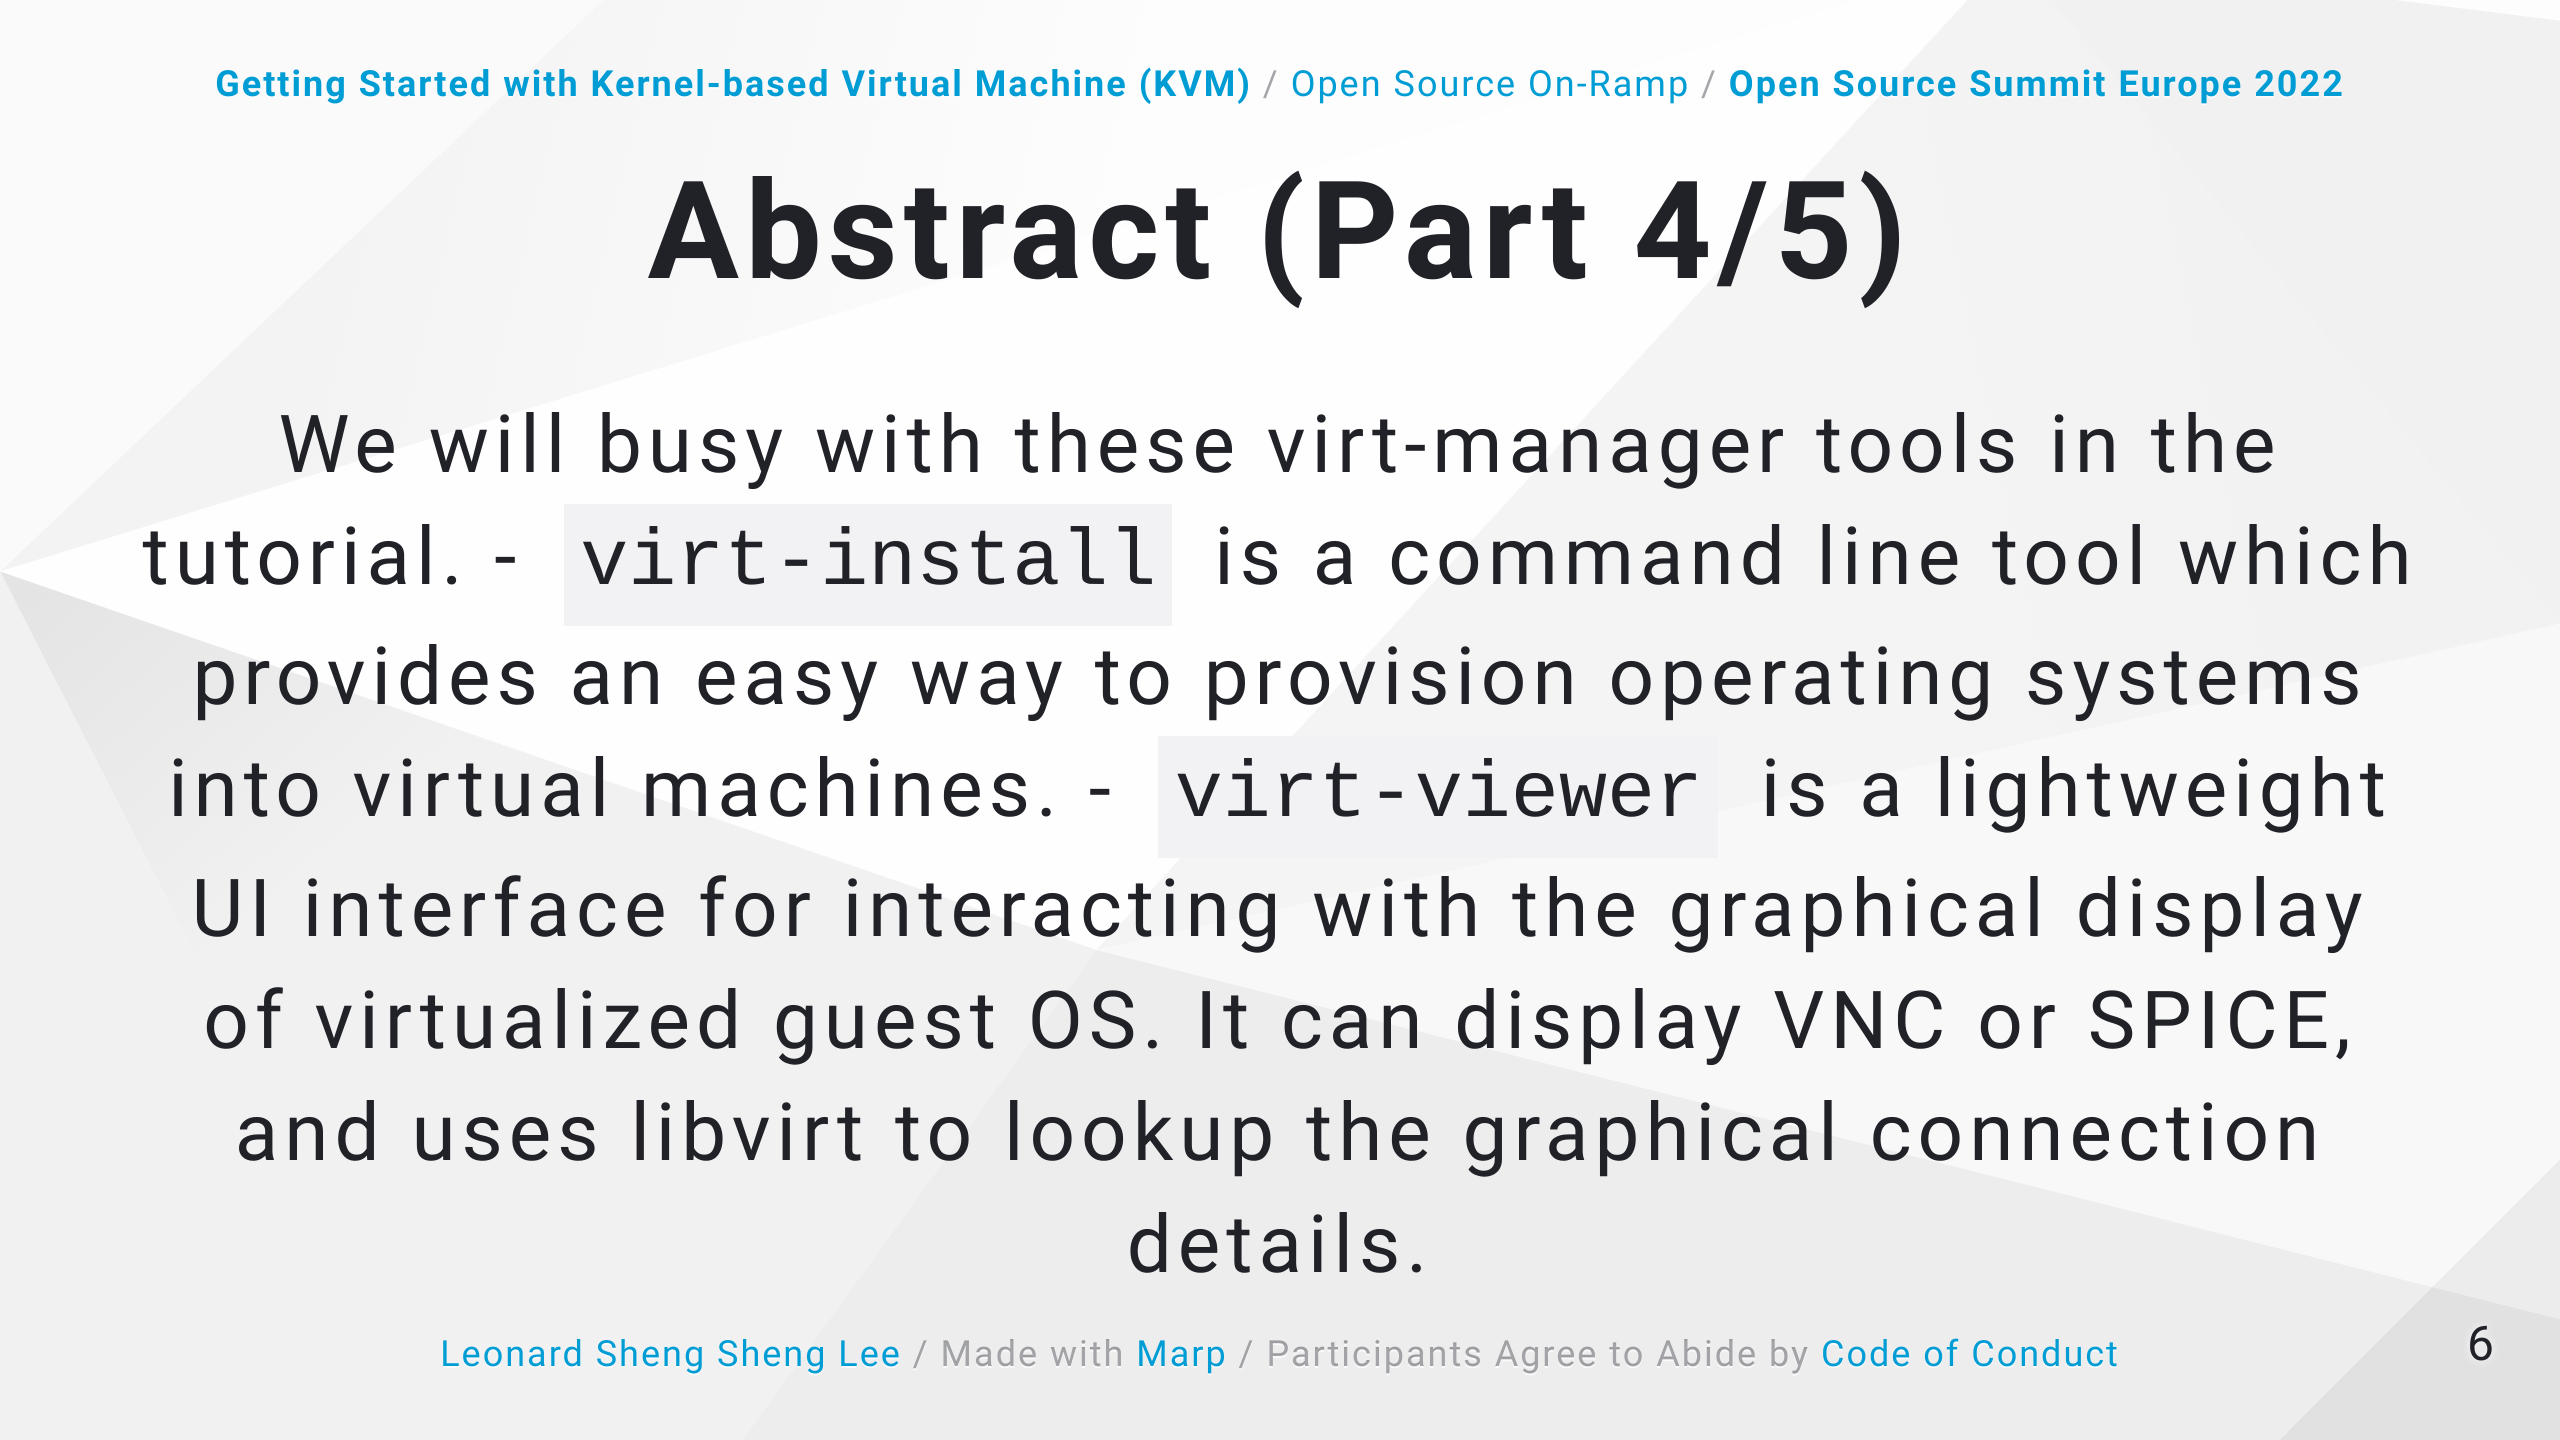 Getting Started with Kernel-based Virtual Machine (KVM) / Open Source On-Ramp / Open Source Summit Europe 2022
Abstract (Part 4/5)
We will busy with these virt-manager tools in the
tutorial. - virt-install is a command line tool which
provides an easy way to provision operating systems
into virtual machines. - virt-viewer is a lightweight
UI interface for interacting with the graphical display
of virtualized guest OS. It can display VNC or SPICE,
and uses libvirt to lookup the graphical connection
details.
Leonard Sheng Sheng Lee / Made with Marp / Participants Agree to Abide by Code of Conduct
6